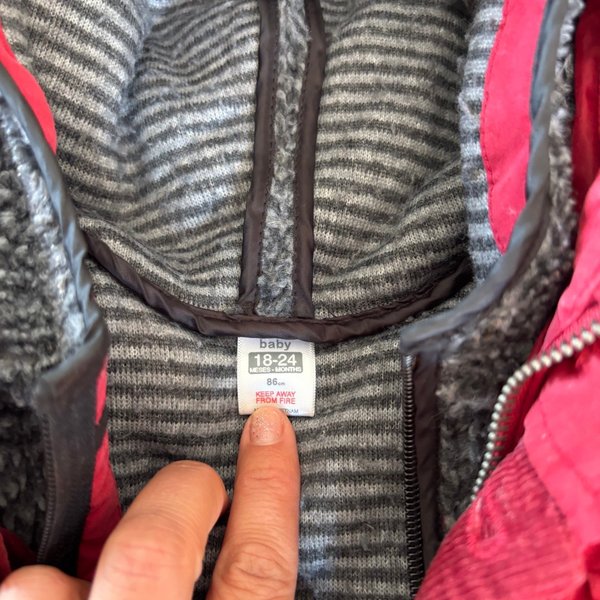 baby
18-24
MESES - MONTHS
86cm
KEEP AWAY
FROM FIRE